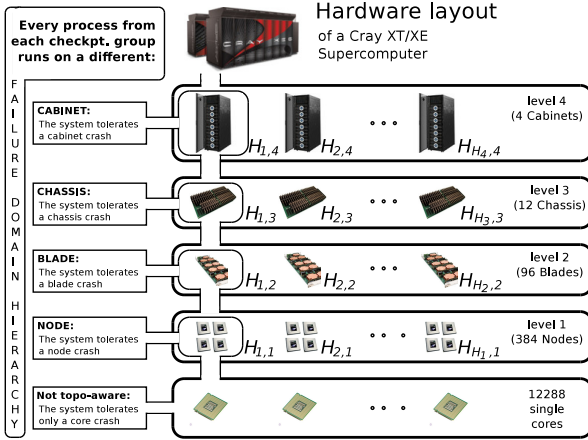 Every process from
each checkpt. group
runs on a different:
Hardware layout
of a Cray XT/XE
Supercomputer
FAILURE DOMAIN HIERARCHY
CABINET:
The system tolerates
a cabinet crash
H1,4
H2,4
HH4,4
level 4
(4 Cabinets)
CHASSIS:
The system tolerates
a chassis crash
H1,3
H2,3
HH3,3
level 3
(12 Chassis)
BLADE:
The system tolerates
a blade crash
H1,2
H2,2
HH2,2
level 2
(96 Blades)
NODE:
The system tolerates
a node crash
H1,1
H2,1
HH1,1
level 1
(384 Nodes)
Not topo-aware:
The system tolerates
only a core crash
12288
single
cores